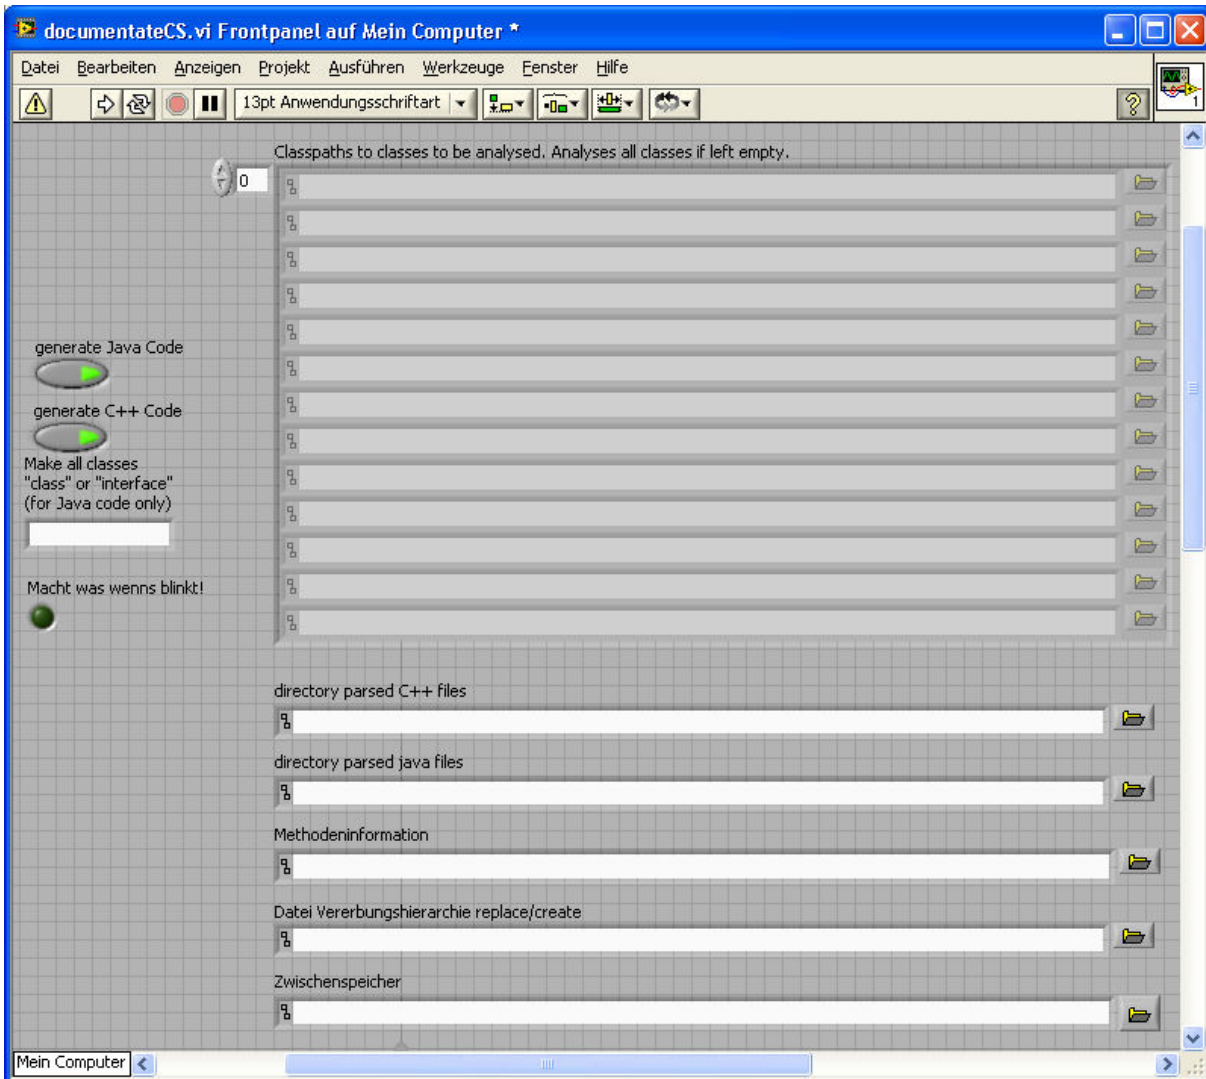 documentateCS.vi Frontpanel auf Mein Computer *
Datei Bearbeiten Anzeigen Projekt Ausführen Werkzeuge Fenster Hilfe
13pt Anwendungsschriftart
1
Classpaths to classes to be analysed. Analyses all classes if left empty.
0
generate Java Code
generate C++ Code
Make all classes
"class" or "interface"
(for Java code only)
Macht was wenns blinkt!
directory parsed C++ files
directory parsed java files
Methodeninformation
Datei Vererbungshierarchie replace/create
Zwischenspeicher
Mein Computer